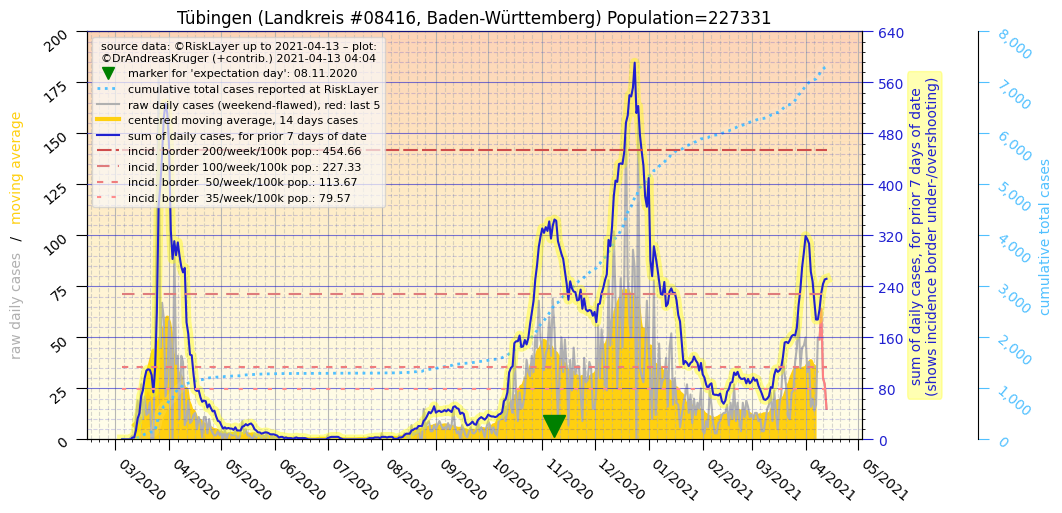 Tübingen (Landkreis #08416, Baden-Württemberg) Population=227331
source data: ©RiskLayer up to 2021-04-13 – plot:
©DrAndreasKruger (+contrib.) 2021-04-13 04:04
marker for 'expectation day': 08.11.2020
cumulative total cases reported at RiskLayer
raw daily cases (weekend-flawed), red: last 5
centered moving average, 14 days cases
sum of daily cases, for prior 7 days of date
incid. border 200/week/100k pop.: 454.66
incid. border 100/week/100k pop.: 227.33
incid. border  50/week/100k pop.: 113.67
incid. border  35/week/100k pop.: 79.57
raw daily cases / moving average
200
175
150
125
100
75
50
25
0
03/2020
04/2020
05/2020
06/2020
07/2020
08/2020
09/2020
10/2020
11/2020
12/2020
01/2021
02/2021
03/2021
04/2021
05/2021
640
560
480
400
320
240
160
80
0
sum of daily cases, for prior 7 days of date
(shows incidence border under-/overshooting)
8,000
7,000
6,000
5,000
4,000
3,000
2,000
1,000
0
cumulative total cases